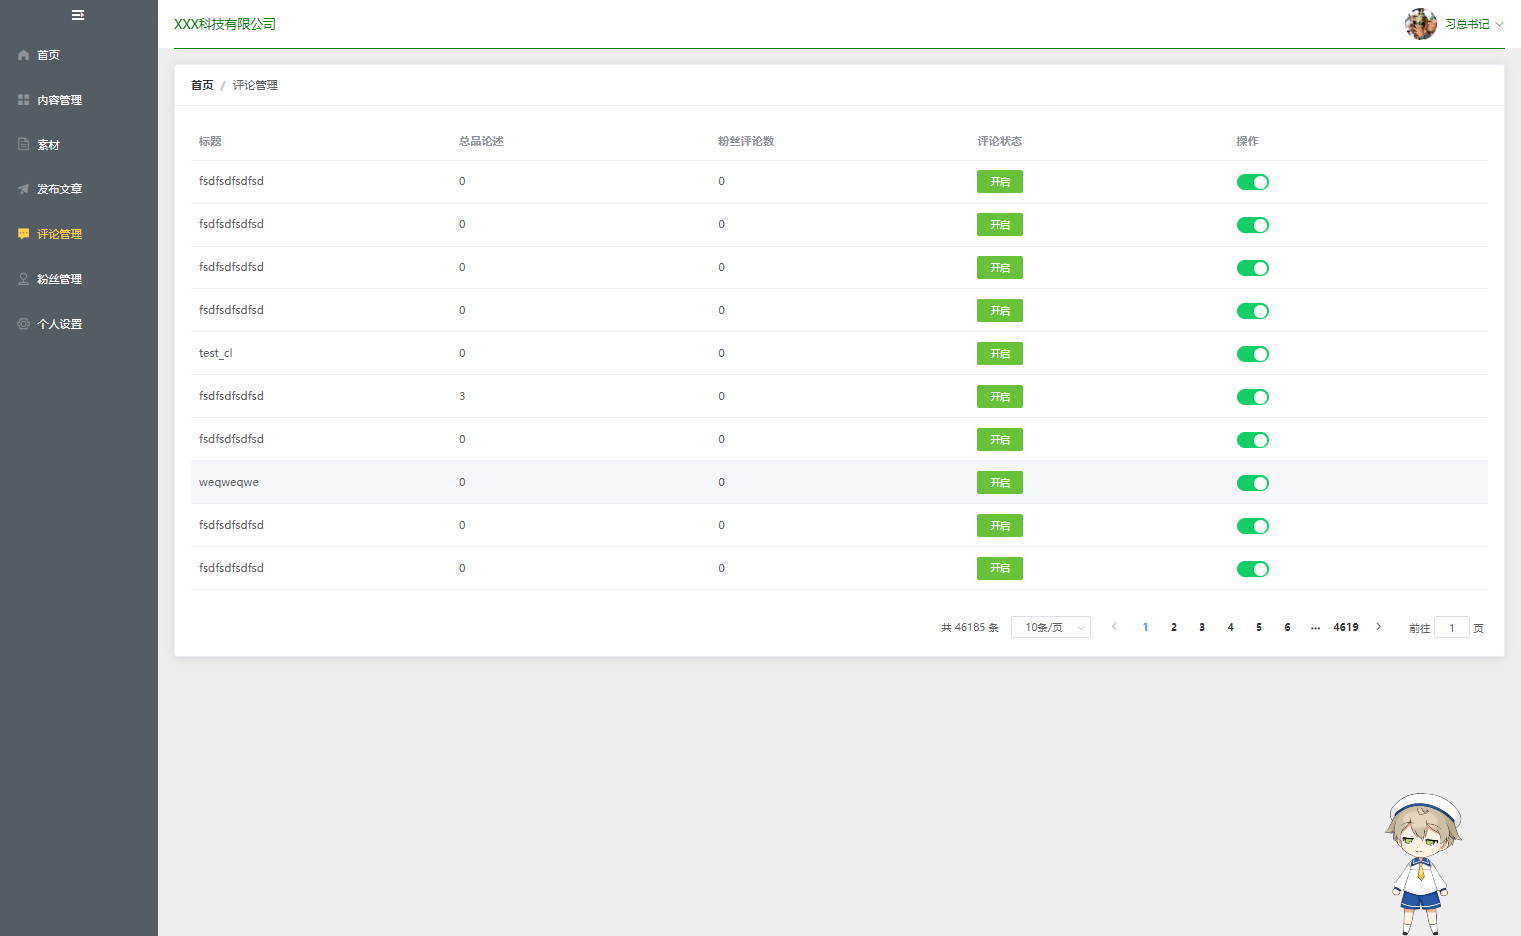 XXX科技有限公司
习总书记
首页
内容管理
素材
发布文章
评论管理
粉丝管理
个人设置
首页 / 评论管理
标题 总品论述 粉丝评论数 评论状态 操作
fsdfsdfsdfsd 0 0 开启
fsdfsdfsdfsd 0 0 开启
fsdfsdfsdfsd 0 0 开启
fsdfsdfsdfsd 0 0 开启
test_cl 0 0 开启
fsdfsdfsdfsd 3 0 开启
fsdfsdfsdfsd 0 0 开启
weqweqwe 0 0 开启
fsdfsdfsdfsd 0 0 开启
fsdfsdfsdfsd 0 0 开启
共 46185 条 10条/页 1 2 3 4 5 6 ... 4619 前往 1 页